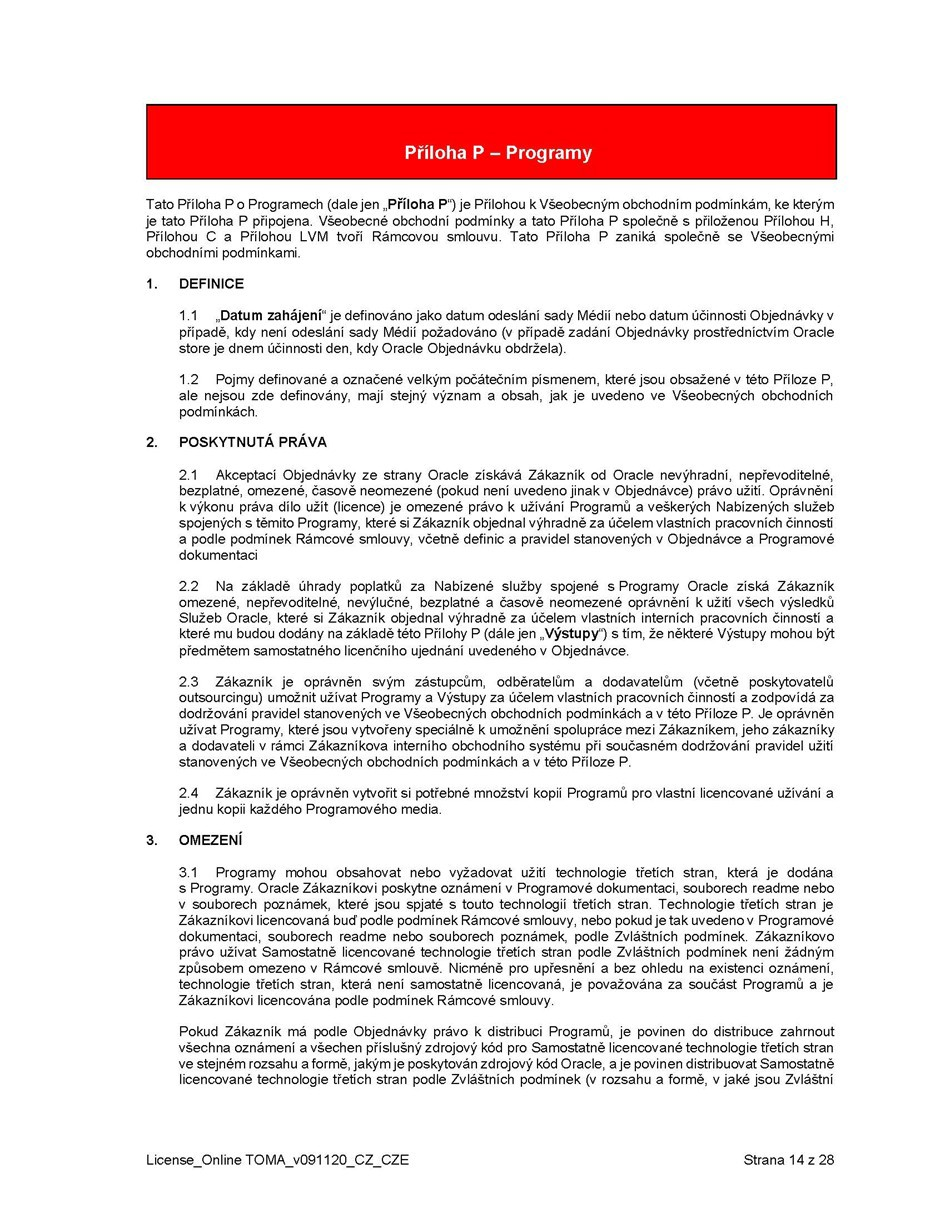 Příloha P – Programy
Tato Příloha P o Programech (dale jen „Příloha P“) je Přílohou k Všeobecným obchodním podmínkám, ke kterým
je tato Příloha P připojena. Všeobecné obchodní podmínky a tato Příloha P společně s přiloženou Přílohou H,
Přílohou C a Přílohou LVM tvoří Rámcovou smlouvu. Tato Příloha P zaniká společně se Všeobecnými
obchodními podmínkami.
1. DEFINICE
1.1 „Datum zahájení“ je definováno jako datum odeslání sady Médií nebo datum účinnosti Objednávky v
případě, kdy není odeslání sady Médií požadováno (v případě zadání Objednávky prostřednictvím Oracle
store je dnem účinnosti den, kdy Oracle Objednávku obdržela).
1.2 Pojmy definované a označené velkým počátečním písmenem, které jsou obsažené v této Příloze P,
ale nejsou zde definovány, mají stejný význam a obsah, jak je uvedeno ve Všeobecných obchodních
podmínkách.
2. POSKYTNUTÁ PRÁVA
2.1 Akceptací Objednávky ze strany Oracle získává Zákazník od Oracle nevýhradní, nepřevoditelné,
bezplatné, omezené, časově neomezené (pokud není uvedeno jinak v Objednávce) právo užití. Oprávnění
k výkonu práva dílo užít (licence) je omezené právo k užívání Programů a veškerých Nabízených služeb
spojených s těmito Programy, které si Zákazník objednal výhradně za účelem vlastních pracovních činností
a podle podmínek Rámcové smlouvy, včetně definic a pravidel stanovených v Objednávce a Programové
dokumentaci
2.2 Na základě úhrady poplatků za Nabízené služby spojené s Programy Oracle získá Zákazník
omezené, nepřevoditelné, nevýlučné, bezplatné a časově neomezené oprávnění k užití všech výsledků
Služeb Oracle, které si Zákazník objednal výhradně za účelem vlastních interních pracovních činností a
které mu budou dodány na základě této Přílohy P (dále jen „Výstupy“) s tím, že některé Výstupy mohou být
předmětem samostatného licenčního ujednání uvedeného v Objednávce.
2.3 Zákazník je oprávněn svým zástupcům, odběratelům a dodavatelům (včetně poskytovatelů
outsourcingu) umožnit užívat Programy a Výstupy za účelem vlastních pracovních činností a zodpovídá za
dodržování pravidel stanovených ve Všeobecných obchodních podmínkách a v této Příloze P. Je oprávněn
užívat Programy, které jsou vytvořeny speciálně k umožnění spolupráce mezi Zákazníkem, jeho zákazníky
a dodavateli v rámci Zákazníkova interního obchodního systému při současném dodržování pravidel užití
stanovených ve Všeobecných obchodních podmínkách a v této Příloze P.
2.4 Zákazník je oprávněn vytvořit si potřebné množství kopií Programů pro vlastní licencované užívání a
jednu kopii každého Programového media.
3. OMEZENÍ
3.1 Programy mohou obsahovat nebo vyžadovat užití technologie třetích stran, která je dodána
s Programy. Oracle Zákazníkovi poskytne oznámení v Programové dokumentaci, souborech readme nebo
v souborech poznámek, které jsou spjaté s touto technologií třetích stran. Technologie třetích stran je
Zákazníkovi licencovaná buď podle podmínek Rámcové smlouvy, nebo pokud je tak uvedeno v Programové
dokumentaci, souborech readme nebo souborech poznámek, podle Zvláštních podmínek. Zákazníkovo
právo užívat Samostatně licencované technologie třetích stran podle Zvláštních podmínek není žádným
způsobem omezeno v Rámcové smlouvě. Nicméně pro upřesnění a bez ohledu na existenci oznámení,
technologie třetích stran, která není samostatně licencovaná, je považována za součást Programů a je
Zákazníkovi licencována podle podmínek Rámcové smlouvy.
Pokud Zákazník má podle Objednávky právo k distribuci Programů, je povinen do distribuce zahrnout
všechna oznámení a všechen příslušný zdrojový kód pro Samostatně licencované technologie třetích stran
ve stejném rozsahu a formě, jakým je poskytován zdrojový kód Oracle, a je povinen distribuovat Samostatně
licencované technologie třetích stran podle Zvláštních podmínek (v rozsahu a formě, v jaké jsou Zvláštní
License_Online TOMA_v091120_CZ_CZE Strana 14 z 28